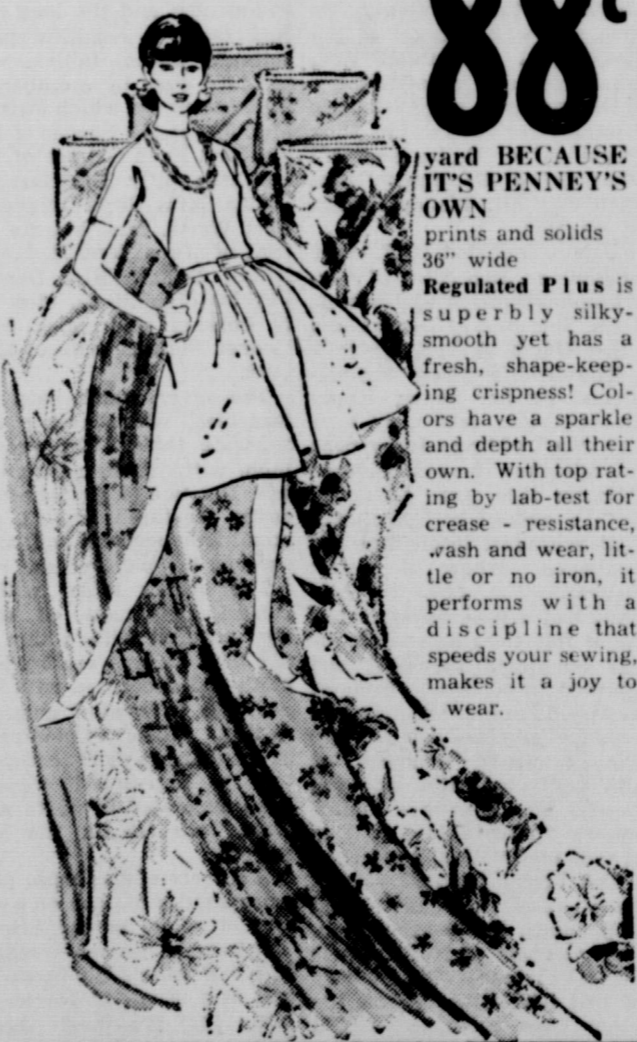 88¢
yard BECAUSE
IT'S PENNEY'S
OWN
prints and solids
36" wide
Regulated Plus is
superbly silky-
smooth yet has a
fresh, shape-keep-
ing crispness! Col-
ors have a sparkle
and depth all their
own. With top rat-
ing by lab-test for
crease - resistance,
wash and wear, lit-
tle or no iron, it
performs with a
discipline that
speeds your sewing,
makes it a joy to
wear.